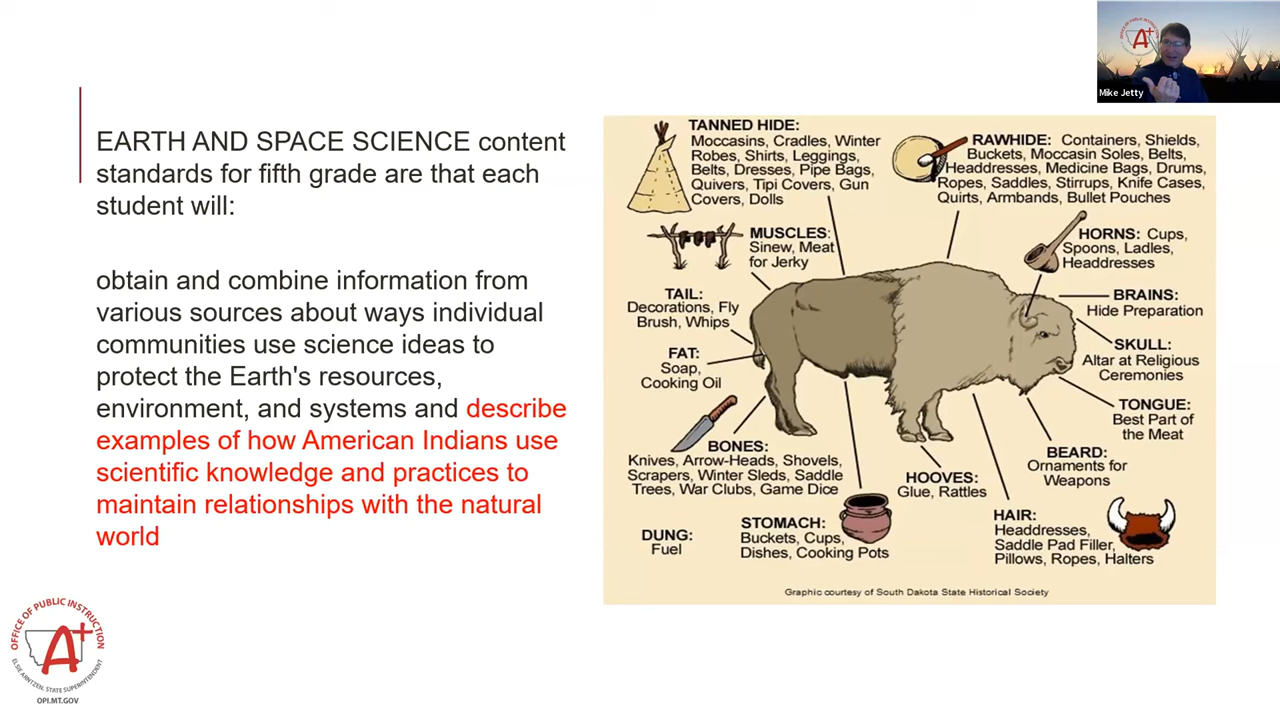 EARTH AND SPACE SCIENCE content
standards for fifth grade are that each
student will:
obtain and combine information from
various sources about ways individual
communities use science ideas to
protect the Earth's resources,
environment, and systems and describe
examples of how American Indians use
scientific knowledge and practices to
maintain relationships with the natural
world
OFFICE OF PUBLIC INSTRUCTION
A+
ELSIE ARNTZEN, STATE SUPERINTENDENT
OPI.MT.GOV
TANNED HIDE:
Moccasins, Cradles, Winter
Robes, Shirts, Leggings,
Belts, Dresses, Pipe Bags,
Quivers, Tipi Covers, Gun
Covers, Dolls
RAWHIDE: Containers, Shields,
Buckets, Moccasin Soles, Belts,
Headdresses, Medicine Bags, Drums,
Ropes, Saddles, Stirrups, Knife Cases,
Quirts, Armbands, Bullet Pouches
MUSCLES:
Sinew, Meat
for Jerky
HORNS: Cups,
Spoons, Ladles,
Headdresses
TAIL:
Decorations, Fly
Brush, Whips
BRAINS:
Hide Preparation
FAT:
Soap,
Cooking Oil
SKULL:
Altar at Religious
Ceremonies
TONGUE:
Best Part of
the Meat
BONES:
Knives, Arrow-Heads, Shovels,
Scrapers, Winter Sleds, Saddle
Trees, War Clubs, Game Dice
HOOVES:
Glue, Rattles
BEARD:
Ornaments for
Weapons
DUNG:
Fuel
STOMACH:
Buckets, Cups,
Dishes, Cooking Pots
HAIR:
Headdresses,
Saddle Pad Filler,
Pillows, Ropes, Halters
Graphic courtesy of South Dakota State Historical Society
A+
Mike Jetty